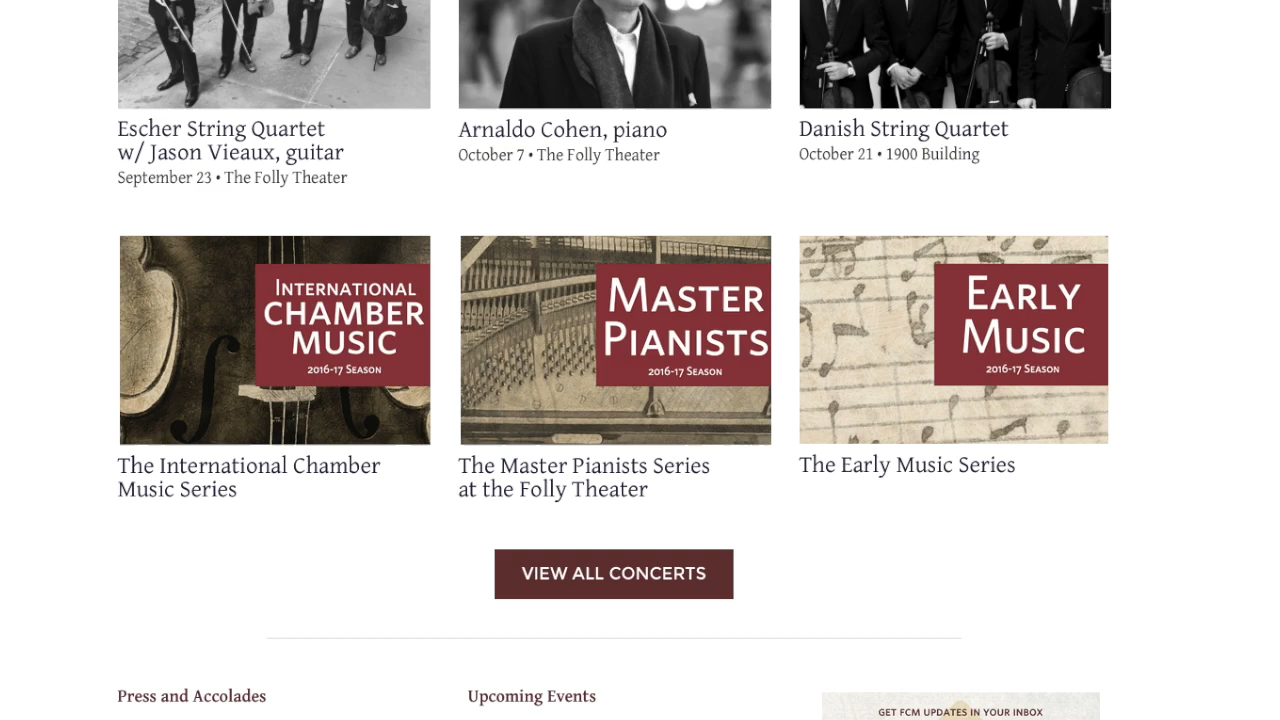 Escher String Quartet
w/ Jason Vieaux, guitar
September 23 • The Folly Theater
Arnaldo Cohen, piano
October 7 • The Folly Theater
Danish String Quartet
October 21 • 1900 Building
International
CHAMBER
MUSIC
2016-17 Season
Master
Pianists
2016-17 Season
Early
Music
2016-17 Season
The International Chamber
Music Series
The Master Pianists Series
at the Folly Theater
The Early Music Series
VIEW ALL CONCERTS
Press and Accolades
Upcoming Events
GET FCM UPDATES IN YOUR INBOX